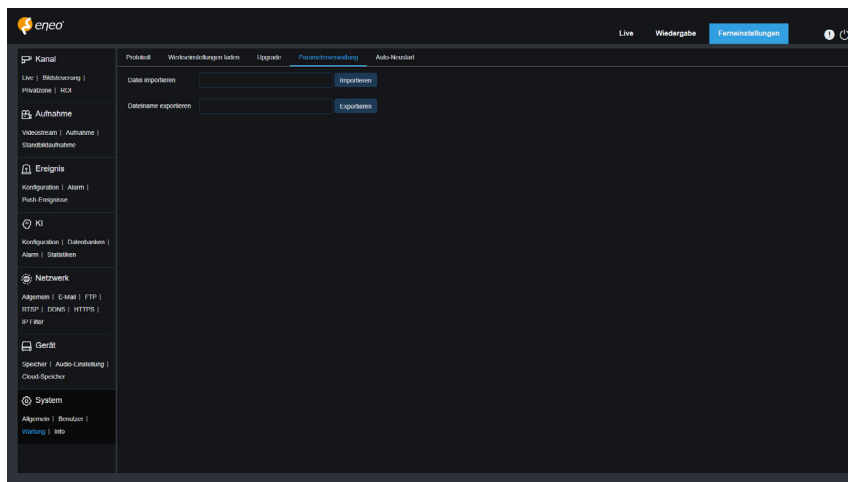 eneo
Live Wiedergabe Ferneinstellungen
Kanal
Live | Bildsteuerung |
Privatzone | ROI
Aufnahme
Videostream | Aufnahme |
Standbildaufnahme
Ereignis
Konfiguration | Alarm |
Push-Ereignisse
KI
Konfiguration | Datenbanken |
Alarm | Statistiken
Netzwerk
Allgemein | E-Mail | FTP |
RTSP | DDNS | HTTPS |
IP Filter
Gerät
Speicher | Audio-Einstellung |
Cloud-Speicher
System
Allgemein | Benutzer |
Wartung | Info
Protokoll Werkseinstellungen laden Upgrade Parameterverwaltung Auto-Neustart
Datei importieren Importieren
Dateiname exportieren Exportieren